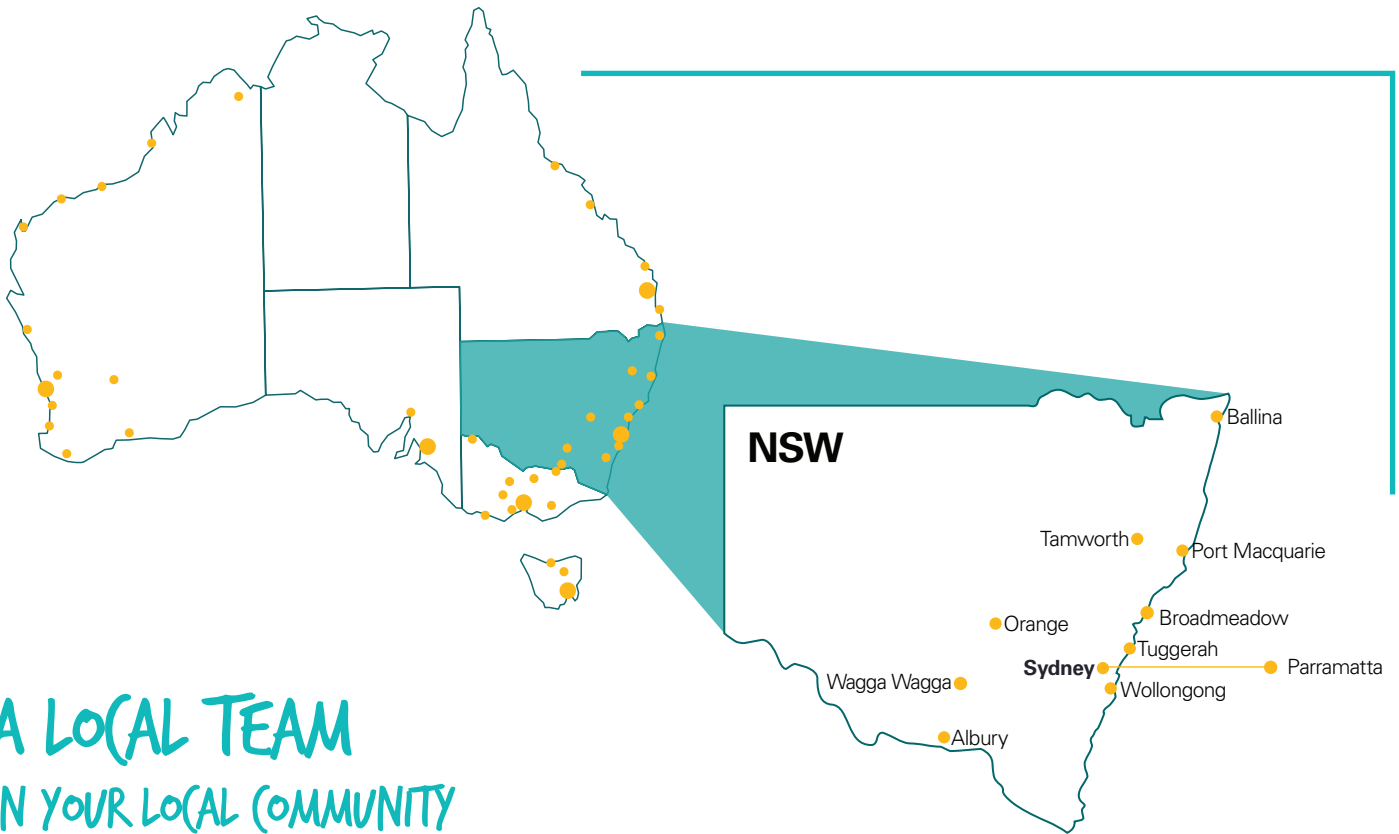 NSW
Ballina
Tamworth
Port Macquarie
Broadmeadow
Orange
Tuggerah
Sydney
Parramatta
Wagga Wagga
Wollongong
Albury
A LOCAL TEAM
N YOUR LOCAL COMMUNITY